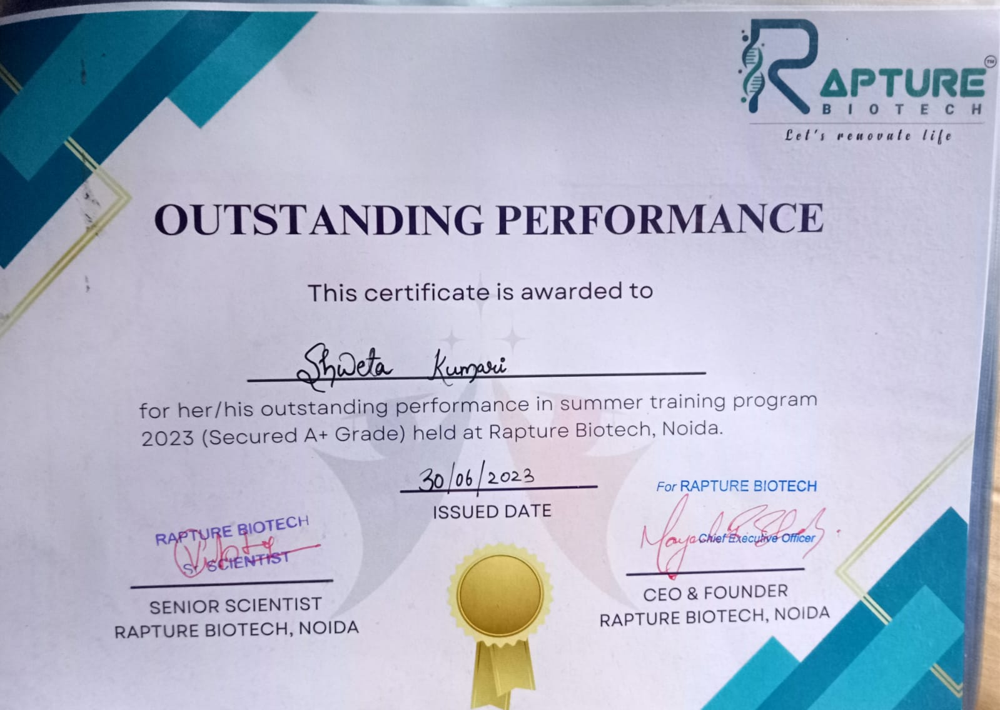 RAPTURE™
BIOTECH
Let's renovate life
OUTSTANDING PERFORMANCE
This certificate is awarded to
Shweta Kumari
for her/his outstanding performance in summer training program
2023 (Secured A+ Grade) held at Rapture Biotech, Noida.
30/06/2023
ISSUED DATE
RAPTURE BIOTECH
Sr SCIENTIST
SENIOR SCIENTIST
RAPTURE BIOTECH, NOIDA
For RAPTURE BIOTECH
Chief Executive Officer
CEO & FOUNDER
RAPTURE BIOTECH, NOIDA